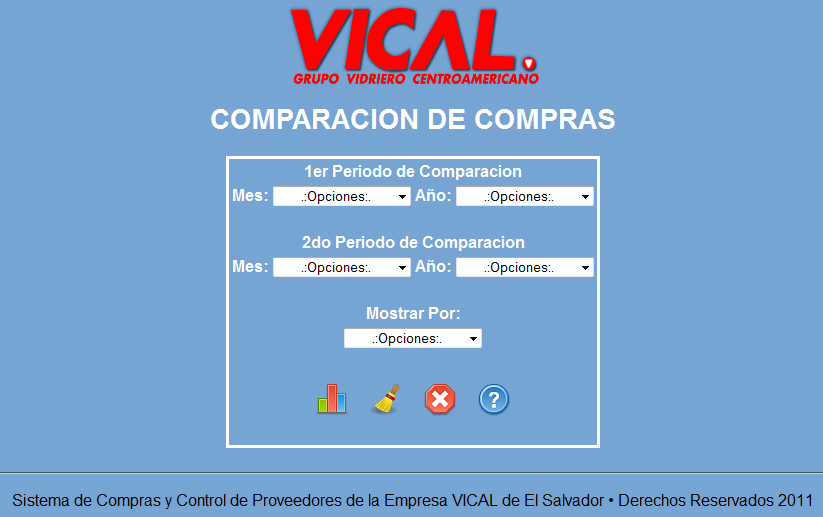 VICAL.
GRUPO VIDRIERO CENTROAMERICANO
COMPARACION DE COMPRAS
1er Periodo de Comparacion
Mes: .:Opciones:. Año: .:Opciones:.
2do Periodo de Comparacion
Mes: .:Opciones:. Año: .:Opciones:.
Mostrar Por:
.:Opciones:.
?
Sistema de Compras y Control de Proveedores de la Empresa VICAL de El Salvador • Derechos Reservados 2011